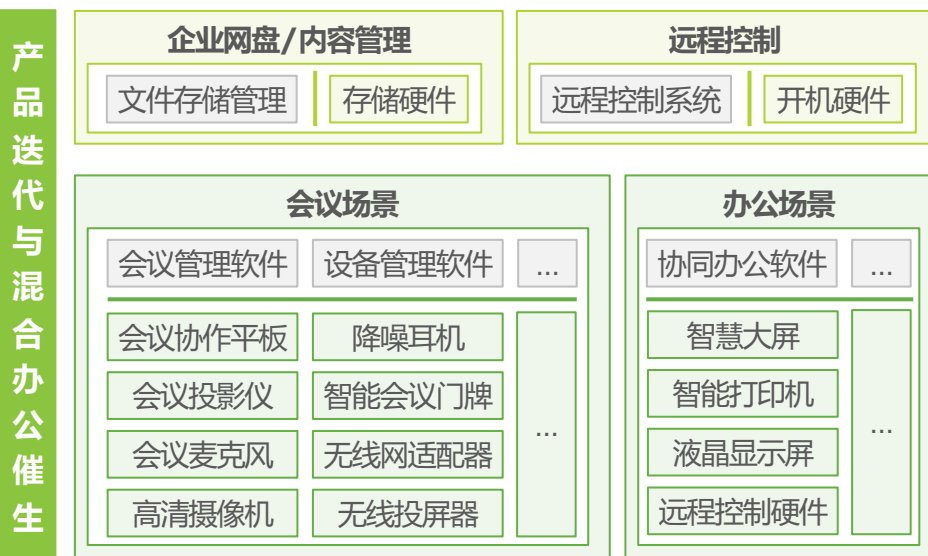 产品迭代与混合办公催生
企业网盘/内容管理
文件存储管理
存储硬件
远程控制
远程控制系统
开机硬件
会议场景
会议管理软件
设备管理软件
...
会议协作平板
降噪耳机
会议投影仪
智能会议门牌
会议麦克风
无线网适配器
高清摄像机
无线投屏器
...
办公场景
协同办公软件
...
智慧大屏
智能打印机
液晶显示屏
远程控制硬件
...